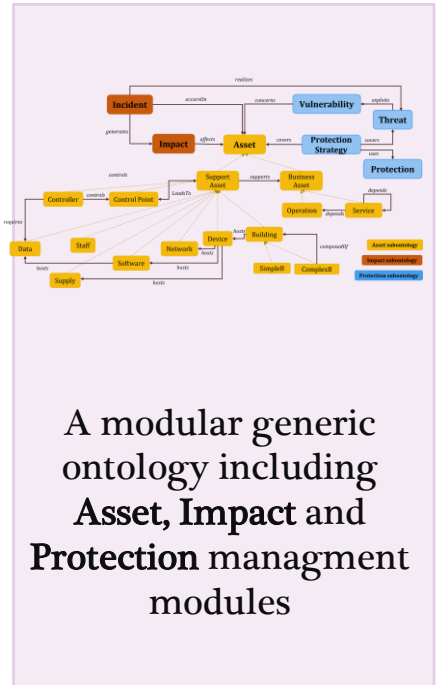 realizes
Incident
occursIn
concerns
Vulnerability
exploits
Threat
generates
Impact
affects
Asset
covers
Protection
Strategy
covers
uses
Protection
controls
Support
Asset
supports
Business
Asset
depends
Controller
controls
Control Point
LeadsTo
Operation
depends
Service
requires
Data
Staff
Network
Device
hosts
Building
composedOf
hosts
Software
hosts
hosts
Supply
hosts
SimpleB
ComplexB
Asset subontology
Impact subontology
Protection subontology
A modular generic
ontology including
Asset, Impact and
Protection managment
modules